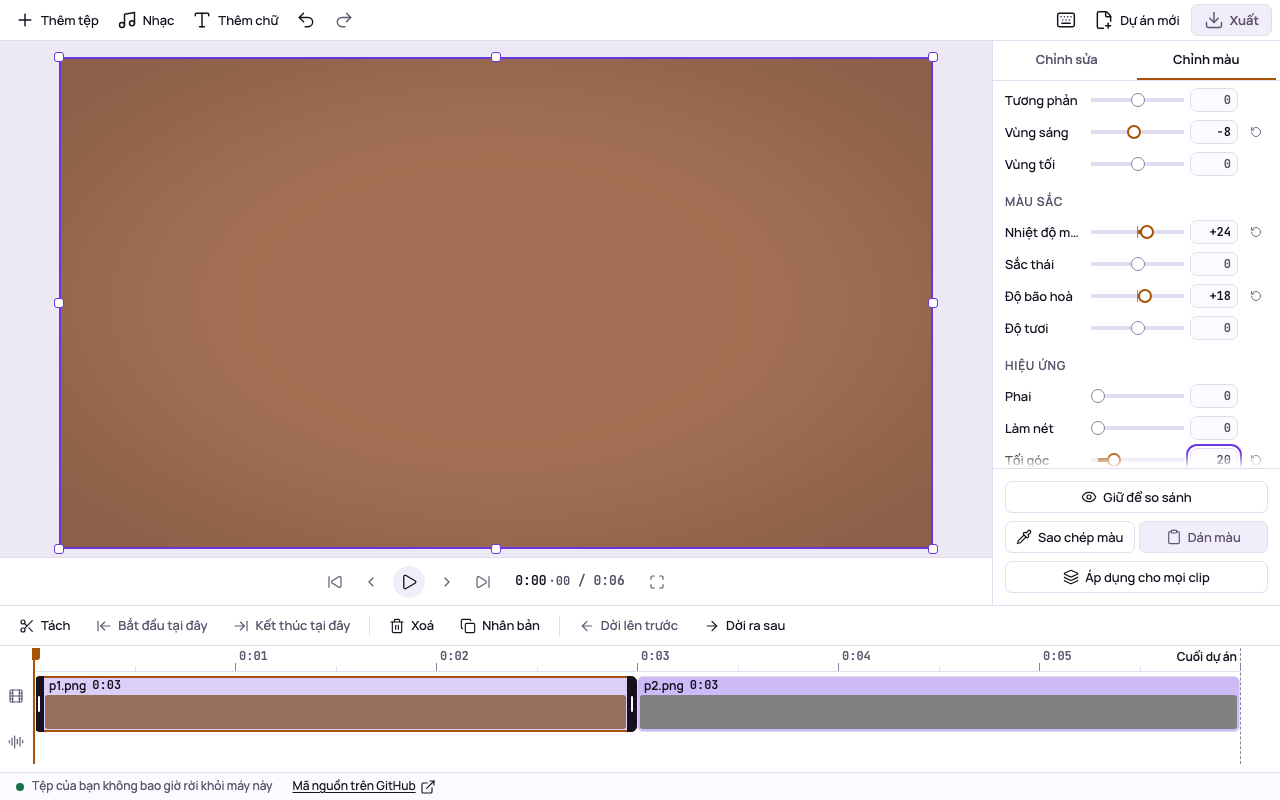 Thêm tệp Nhạc Thêm chữ Dự án mới Xuất
Chỉnh sửa Chỉnh màu
Tương phản 0
Vùng sáng -8
Vùng tối 0
MÀU SẮC
Nhiệt độ m… +24
Sắc thái 0
Độ bão hoà +18
Độ tươi 0
HIỆU ỨNG
Phai 0
Làm nét 0
Tối góc 20
Giữ để so sánh
Sao chép màu Dán màu
Áp dụng cho mọi clip
0:00·00 / 0:06
Tách Bắt đầu tại đây Kết thúc tại đây Xoá Nhân bản Dời lên trước Dời ra sau
0:01 0:02 0:03 0:04 0:05 Cuối dự án
p1.png 0:03 p2.png 0:03
Tệp của bạn không bao giờ rời khỏi máy này Mã nguồn trên GitHub